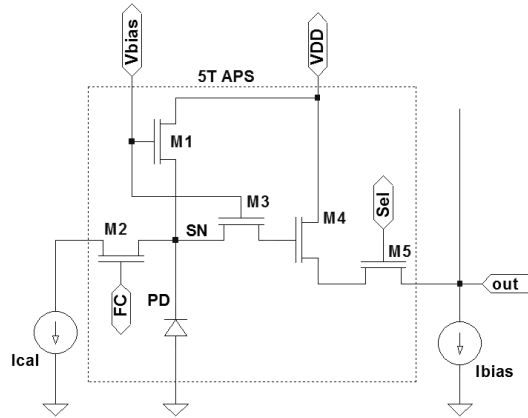 Vbias
VDD
5T APS
M1
M3
M4
Sel
M2
SN
M5
FC
PD
out
Ical
Ibias